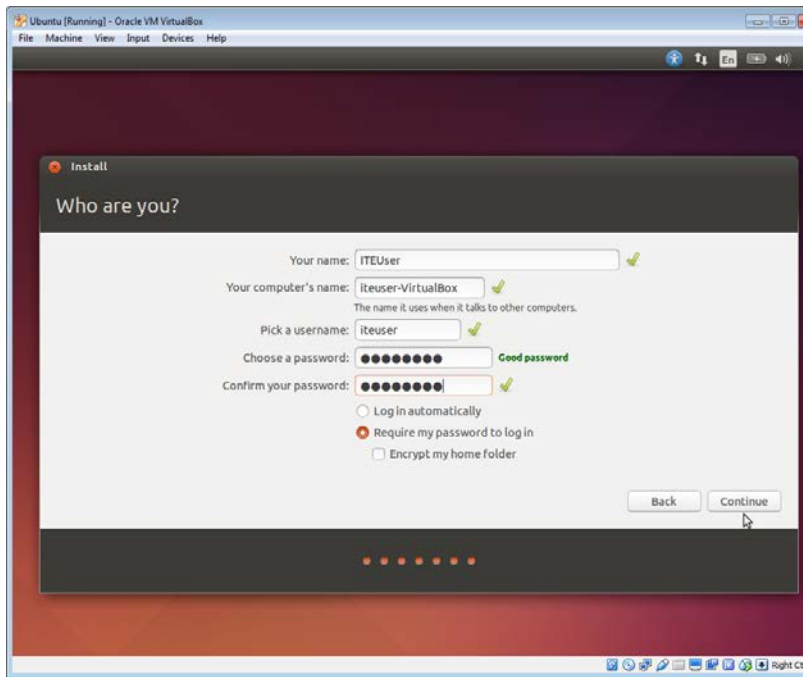 Ubuntu [Running] - Oracle VM VirtualBox
File Machine View Input Devices Help
En
Install
Who are you?
Your name: ITEUser
Your computer's name: iteuser-VirtualBox
The name it uses when it talks to other computers.
Pick a username: iteuser
Choose a password: ●●●●●●●● Good password
Confirm your password: ●●●●●●●●
Log in automatically
Require my password to log in
Encrypt my home folder
Back Continue
Right Ct